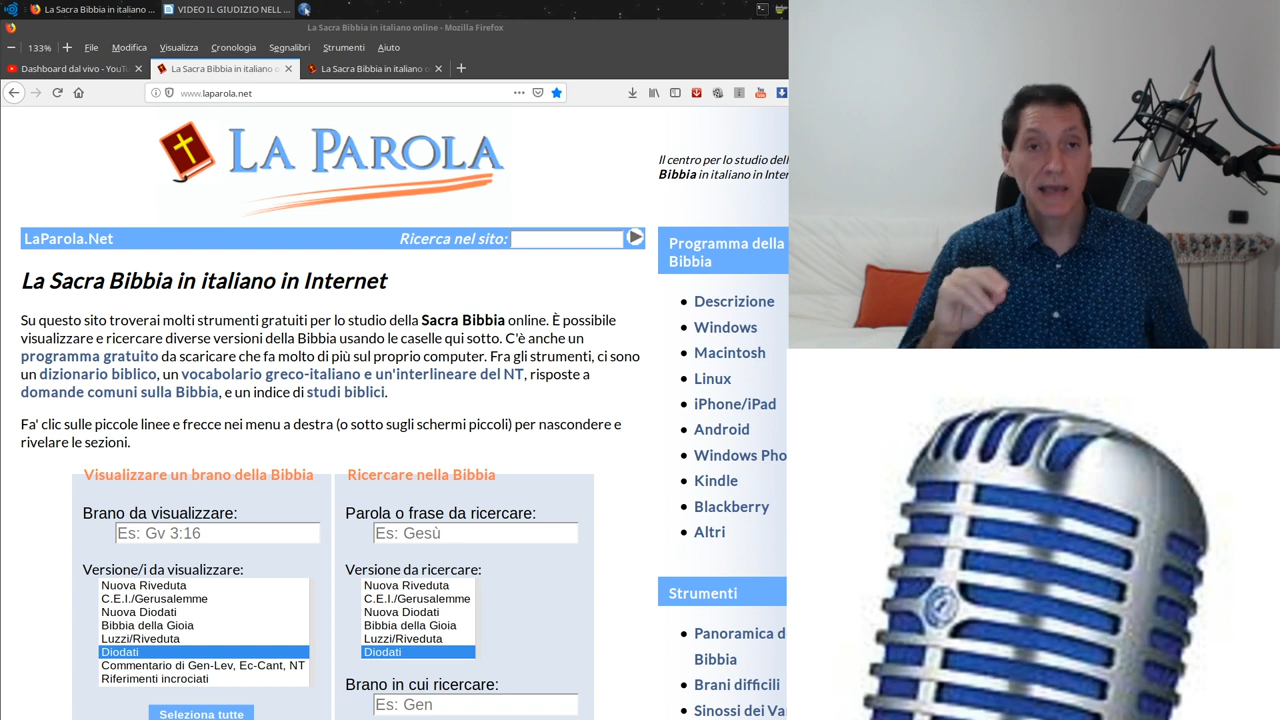 La Sacra Bibbia in italiano ...
VIDEO IL GIUDIZIO NELL ...
La Sacra Bibbia in italiano online - Mozilla Firefox
133%
File Modifica Visualizza Cronologia Segnalibri Strumenti Aiuto
Dashboard dal vivo - YouTu
La Sacra Bibbia in italiano o
La Sacra Bibbia in italiano o
www.laparola.net
LA PAROLA
Il centro per lo studio dell
Bibbia in italiano in Inter
LaParola.Net
Ricerca nel sito:
La Sacra Bibbia in italiano in Internet
Su questo sito troverai molti strumenti gratuiti per lo studio della Sacra Bibbia online. È possibile
visualizzare e ricercare diverse versioni della Bibbia usando le caselle qui sotto. C'è anche un
programma gratuito da scaricare che fa molto di più sul proprio computer. Fra gli strumenti, ci sono
un dizionario biblico, un vocabolario greco-italiano e un'interlineare del NT, risposte a
domande comuni sulla Bibbia, e un indice di studi biblici.
Fa' clic sulle piccole linee e frecce nei menu a destra (o sotto sugli schermi piccoli) per nascondere e
rivelare le sezioni.
Visualizzare un brano della Bibbia
Brano da visualizzare:
Es: Gv 3:16
Versione/i da visualizzare:
Nuova Riveduta
C.E.I./Gerusalemme
Nuova Diodati
Bibbia della Gioia
Luzzi/Riveduta
Diodati
Commentario di Gen-Lev, Ec-Cant, NT
Riferimenti incrociati
Seleziona tutte
Ricercare nella Bibbia
Parola o frase da ricercare:
Es: Gesù
Versione da ricercare:
Nuova Riveduta
C.E.I./Gerusalemme
Nuova Diodati
Bibbia della Gioia
Luzzi/Riveduta
Diodati
Brano in cui ricercare:
Es: Gen
Programma della
Bibbia
Descrizione
Windows
Macintosh
Linux
iPhone/iPad
Android
Windows Pho
Kindle
Blackberry
Altri
Strumenti
Panoramica d
Bibbia
Brani difficili
Sinossi dei Va